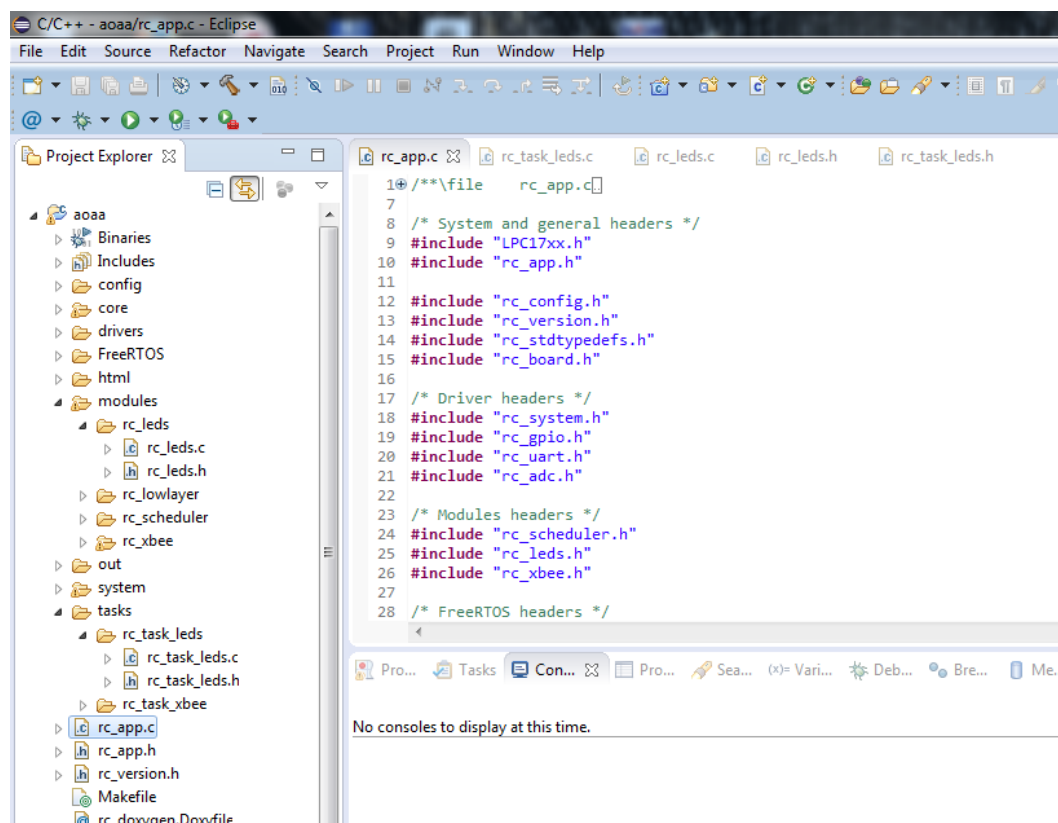 C/C++ - aoaa/rc_app.c - Eclipse
File Edit Source Refactor Navigate Search Project Run Window Help
Project Explorer
aoaa
Binaries
Includes
config
core
drivers
FreeRTOS
html
modules
rc_leds
rc_leds.c
rc_leds.h
rc_lowlayer
rc_scheduler
rc_xbee
out
system
tasks
rc_task_leds
rc_task_leds.c
rc_task_leds.h
rc_task_xbee
rc_app.c
rc_app.h
rc_version.h
Makefile
rc_doxygen.Doxyfile
rc_app.c rc_task_leds.c rc_leds.c rc_leds.h rc_task_leds.h
1 /**\file rc_app.c
7
8 /* System and general headers */
9 #include "LPC17xx.h"
10 #include "rc_app.h"
11
12 #include "rc_config.h"
13 #include "rc_version.h"
14 #include "rc_stdtypedefs.h"
15 #include "rc_board.h"
16
17 /* Driver headers */
18 #include "rc_system.h"
19 #include "rc_gpio.h"
20 #include "rc_uart.h"
21 #include "rc_adc.h"
22
23 /* Modules headers */
24 #include "rc_scheduler.h"
25 #include "rc_leds.h"
26 #include "rc_xbee.h"
27
28 /* FreeRTOS headers */
Pro... Tasks Con... Pro... Sea... (x)= Vari... Deb... Bre... Me...
No consoles to display at this time.